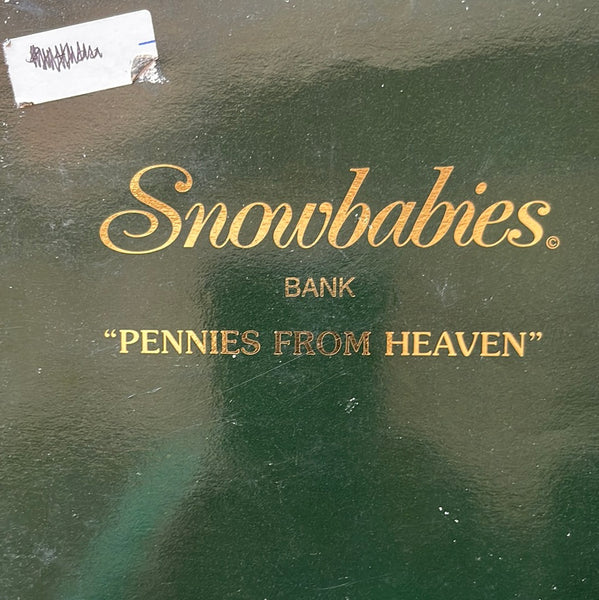 Snowbabies©
BANK
“PENNIES FROM HEAVEN”